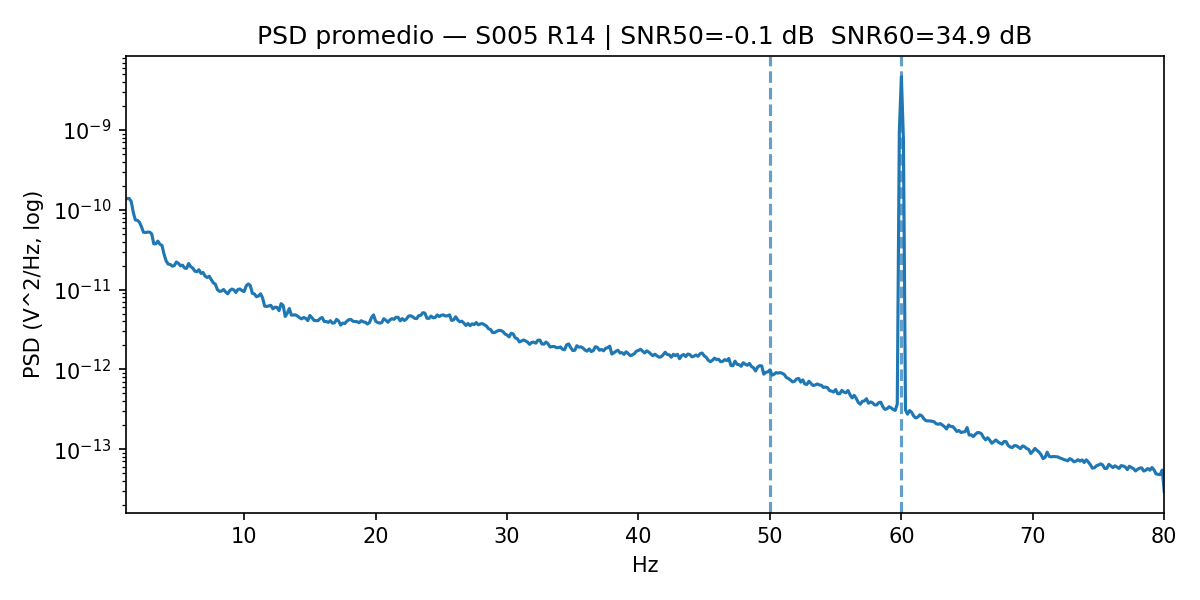 PSD promedio — S005 R14 | SNR50=-0.1 dB  SNR60=34.9 dB
PSD (V^2/Hz, log)
10⁻⁹
10⁻¹⁰
10⁻¹¹
10⁻¹²
10⁻¹³
10 20 30 40 50 60 70 80
Hz